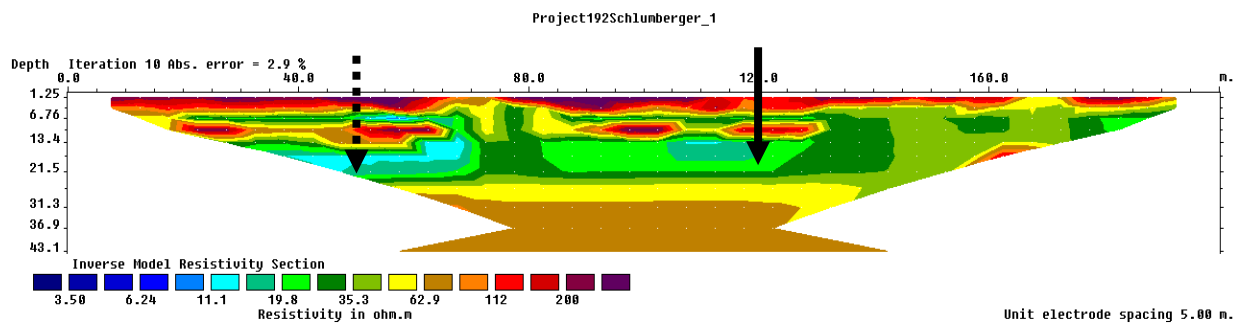 Project192Schlumberger_1
Depth Iteration 10 Abs. error = 2.9 %
0.0 40.0 80.0 120.0 160.0 m.
1.25
6.76
13.4
21.5
31.3
36.9
43.1
Inverse Model Resistivity Section
3.50 6.24 11.1 19.8 35.3 62.9 112 200
Resistivity in ohm.m
Unit electrode spacing 5.00 m.